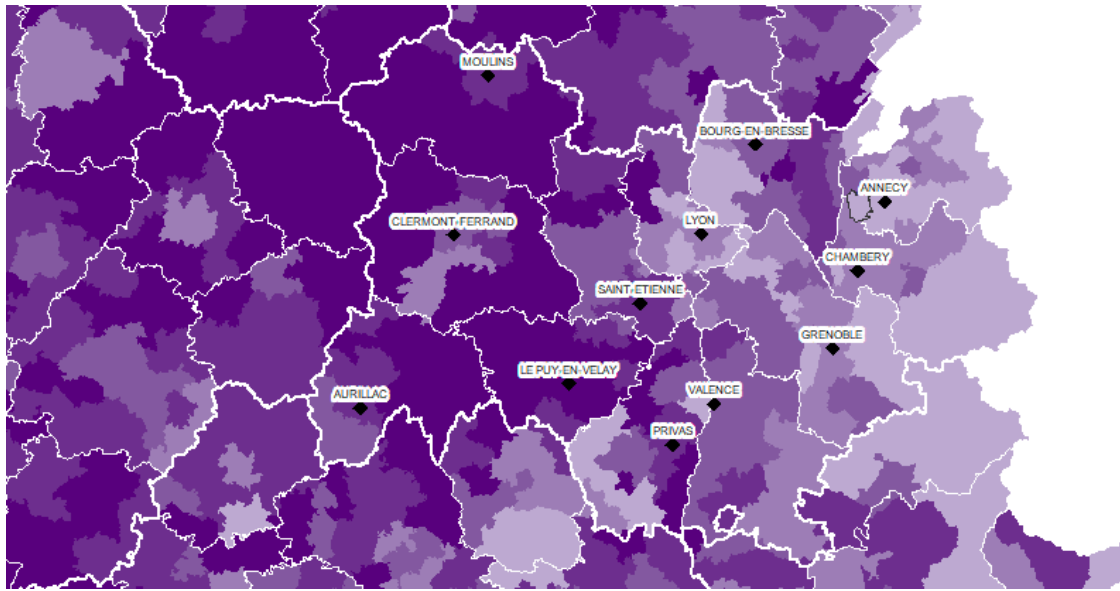 MOULINS
BOURG-EN-BRESSE
ANNECY
CLERMONT-FERRAND
LYON
CHAMBERY
SAINT-ETIENNE
GRENOBLE
LE PUY-EN-VELAY
AURILLAC
VALENCE
PRIVAS